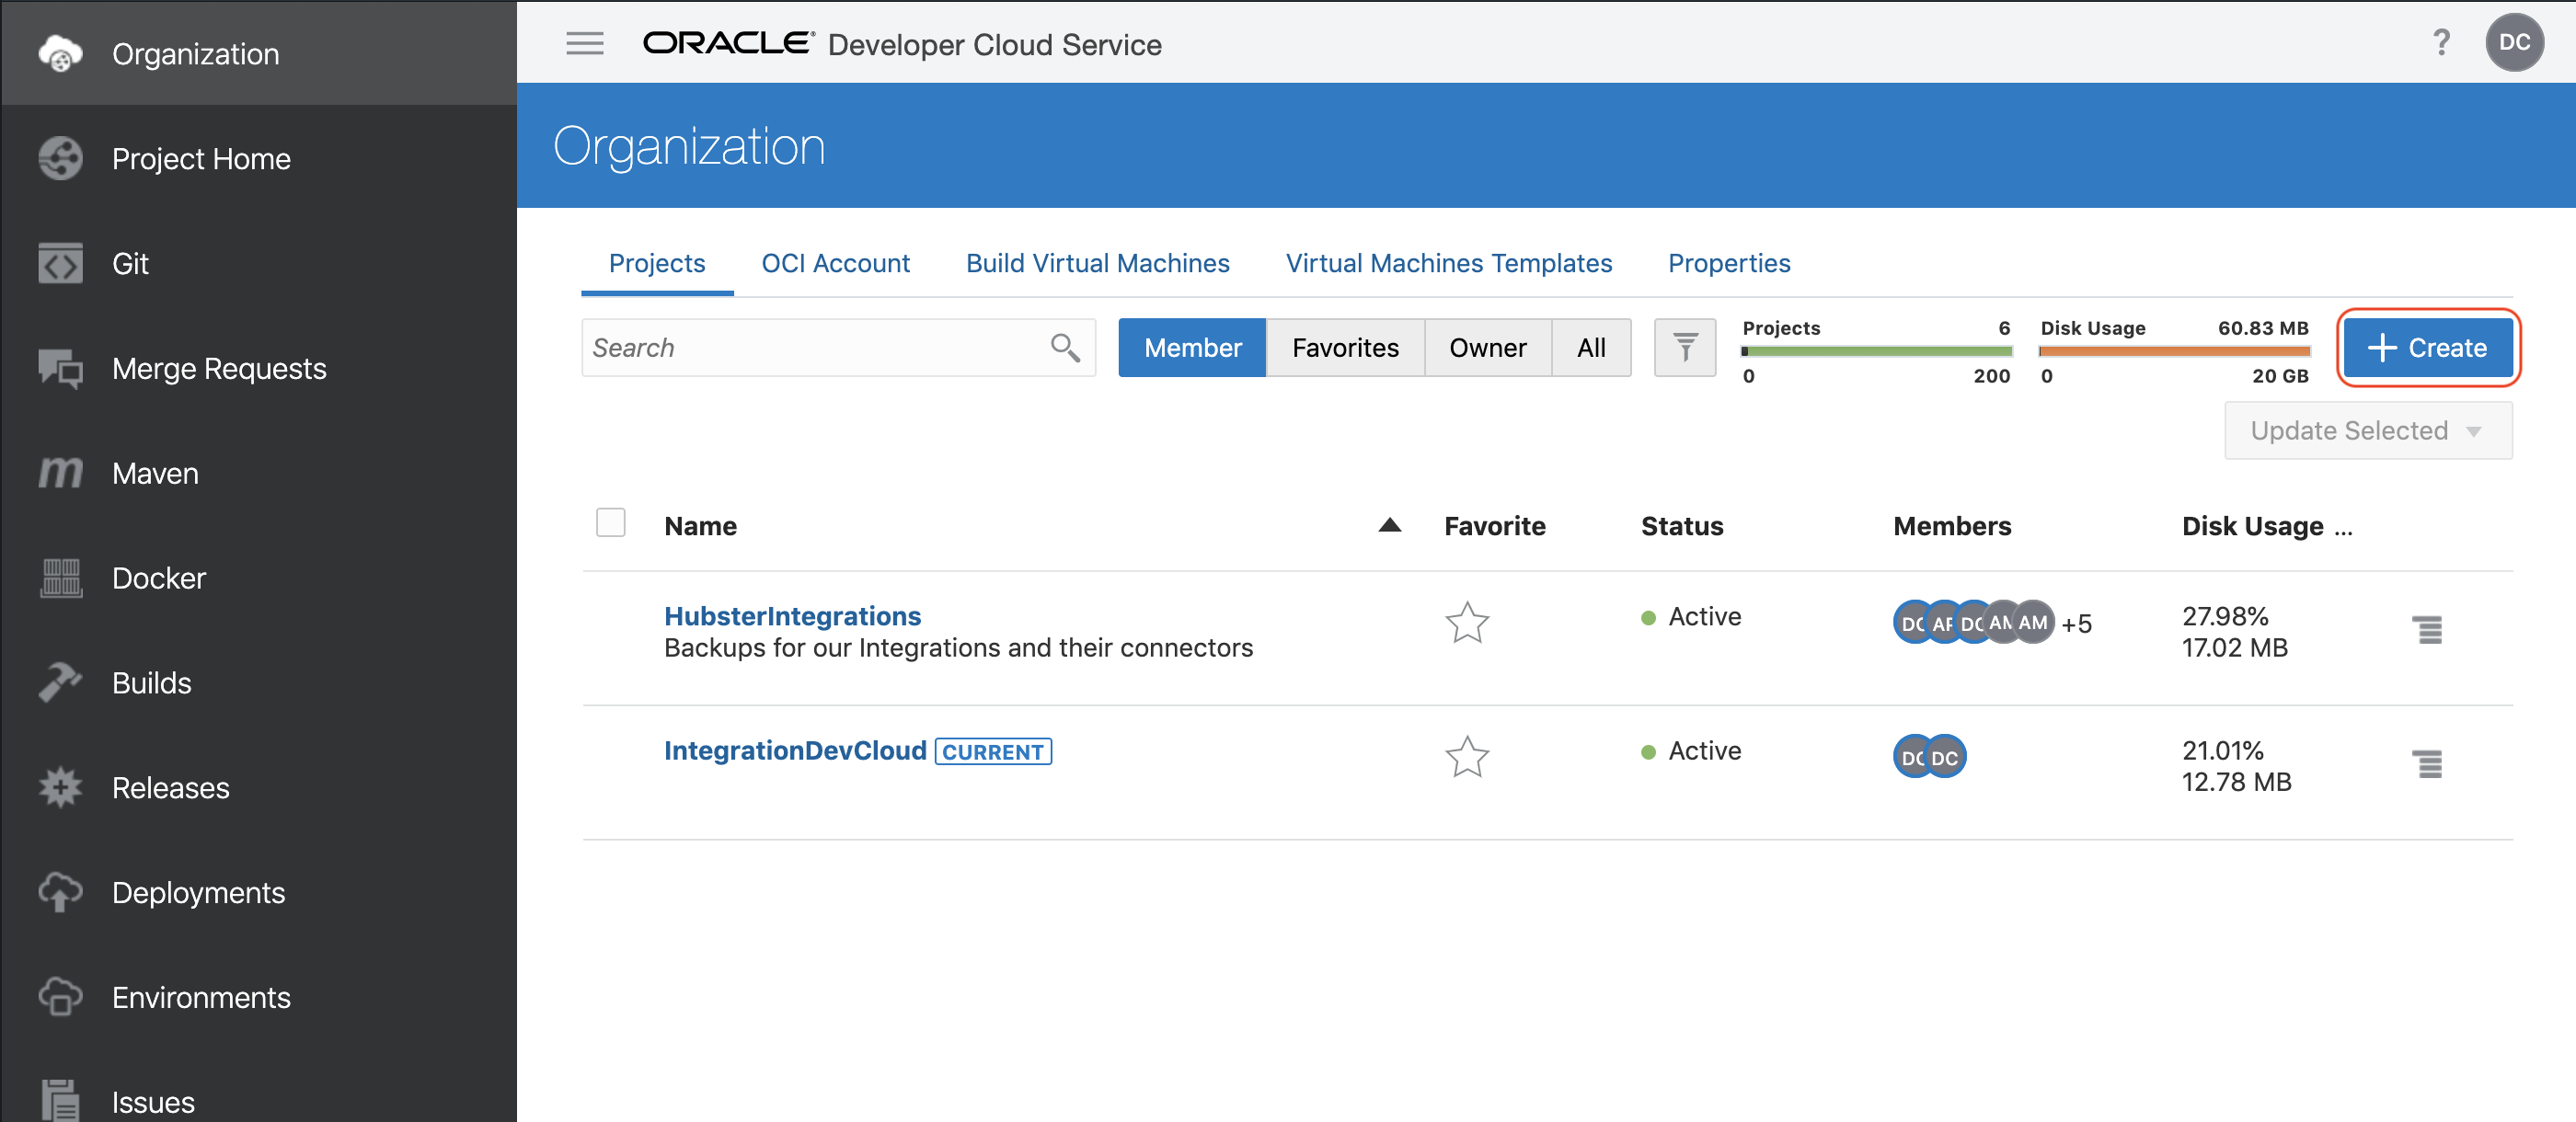 Organization
Project Home
Git
Merge Requests
Maven
Docker
Builds
Releases
Deployments
Environments
Issues
ORACLE® Developer Cloud Service
? DC
Organization
Projects OCI Account Build Virtual Machines Virtual Machines Templates Properties
Search Member Favorites Owner All
Projects 6
0 200
Disk Usage 60.83 MB
0 20 GB
+ Create
Update Selected
Name Favorite Status Members Disk Usage ...
HubsterIntegrations Active DC AM AM +5 27.98%
Backups for our Integrations and their connectors 17.02 MB
IntegrationDevCloud CURRENT Active DC DC 21.01%
12.78 MB